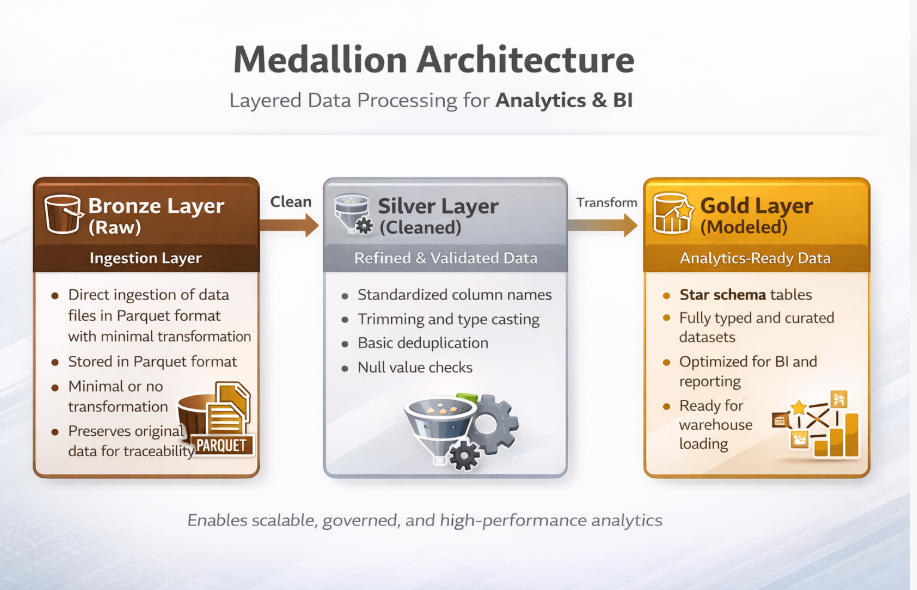 Medallion Architecture
Layered Data Processing for Analytics & BI
Bronze Layer
(Raw)
Ingestion Layer
Direct ingestion of data
files in Parquet format
with minimal transformation
Stored in Parquet format
Minimal or no
transformation
Preserves original
data for traceability
PARQUET
Clean
Silver Layer
(Cleaned)
Refined & Validated Data
Standardized column names
Trimming and type casting
Basic deduplication
Null value checks
Transform
Gold Layer
(Modeled)
Analytics-Ready Data
Star schema tables
Fully typed and curated
datasets
Optimized for BI and
reporting
Ready for
warehouse
loading
Enables scalable, governed, and high-performance analytics